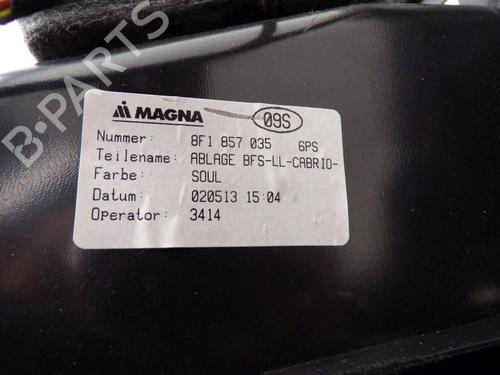 MAGNA 09S
Nummer: 8F1 857 035 6PS
Teilename: ABLAGE BFS-LL-CABRIO-
Farbe: SOUL
Datum: 020513 15:04
Operator: 3414
B-PARTS